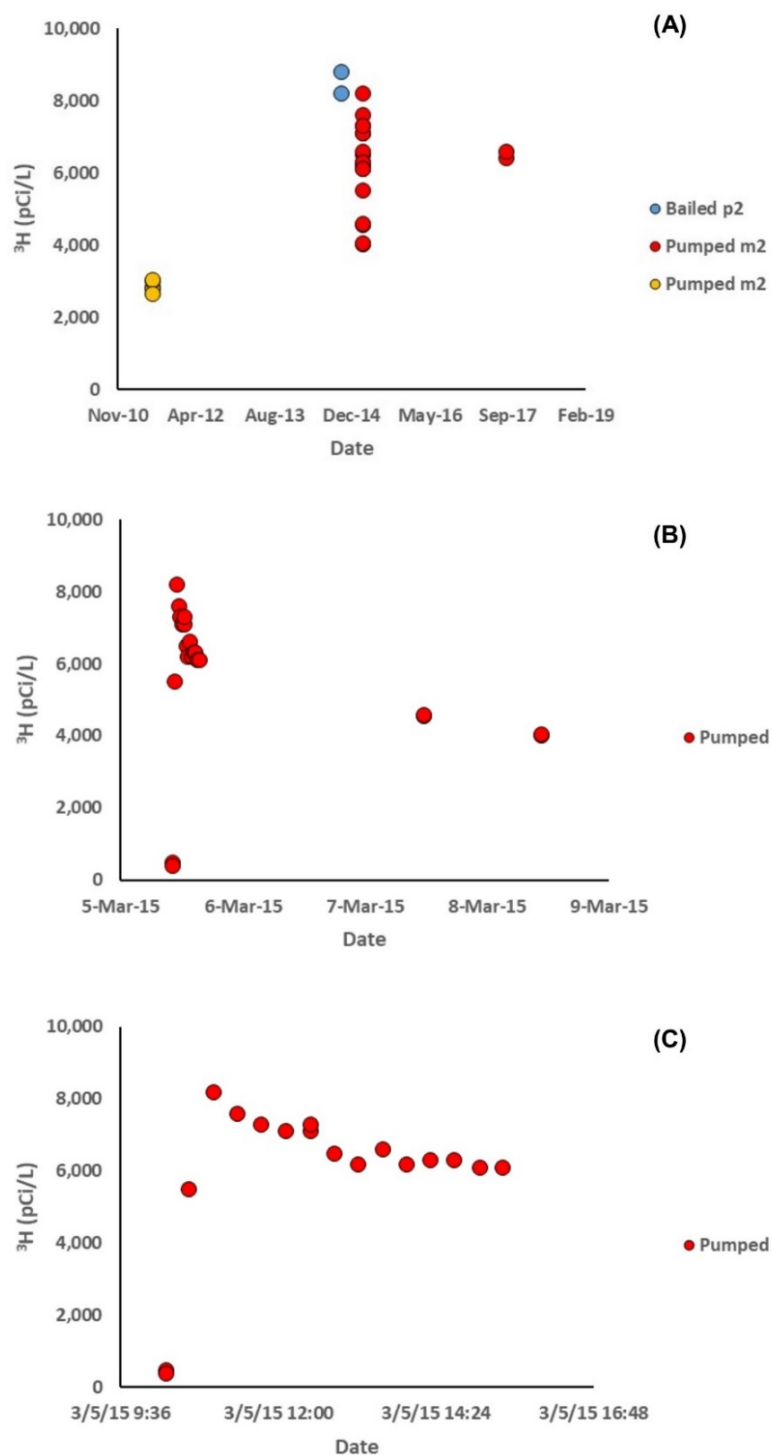 (A)
10,000
8,000
6,000
4,000
2,000
0
³H (pCi/L)
Nov-10 Apr-12 Aug-13 Dec-14 May-16 Sep-17 Feb-19
Date
Bailed p2
Pumped m2
Pumped m2
(B)
10,000
8,000
6,000
4,000
2,000
0
³H (pCi/L)
5-Mar-15 6-Mar-15 7-Mar-15 8-Mar-15 9-Mar-15
Date
Pumped
(C)
10,000
8,000
6,000
4,000
2,000
0
³H (pCi/L)
3/5/15 9:36 3/5/15 12:00 3/5/15 14:24 3/5/15 16:48
Date
Pumped